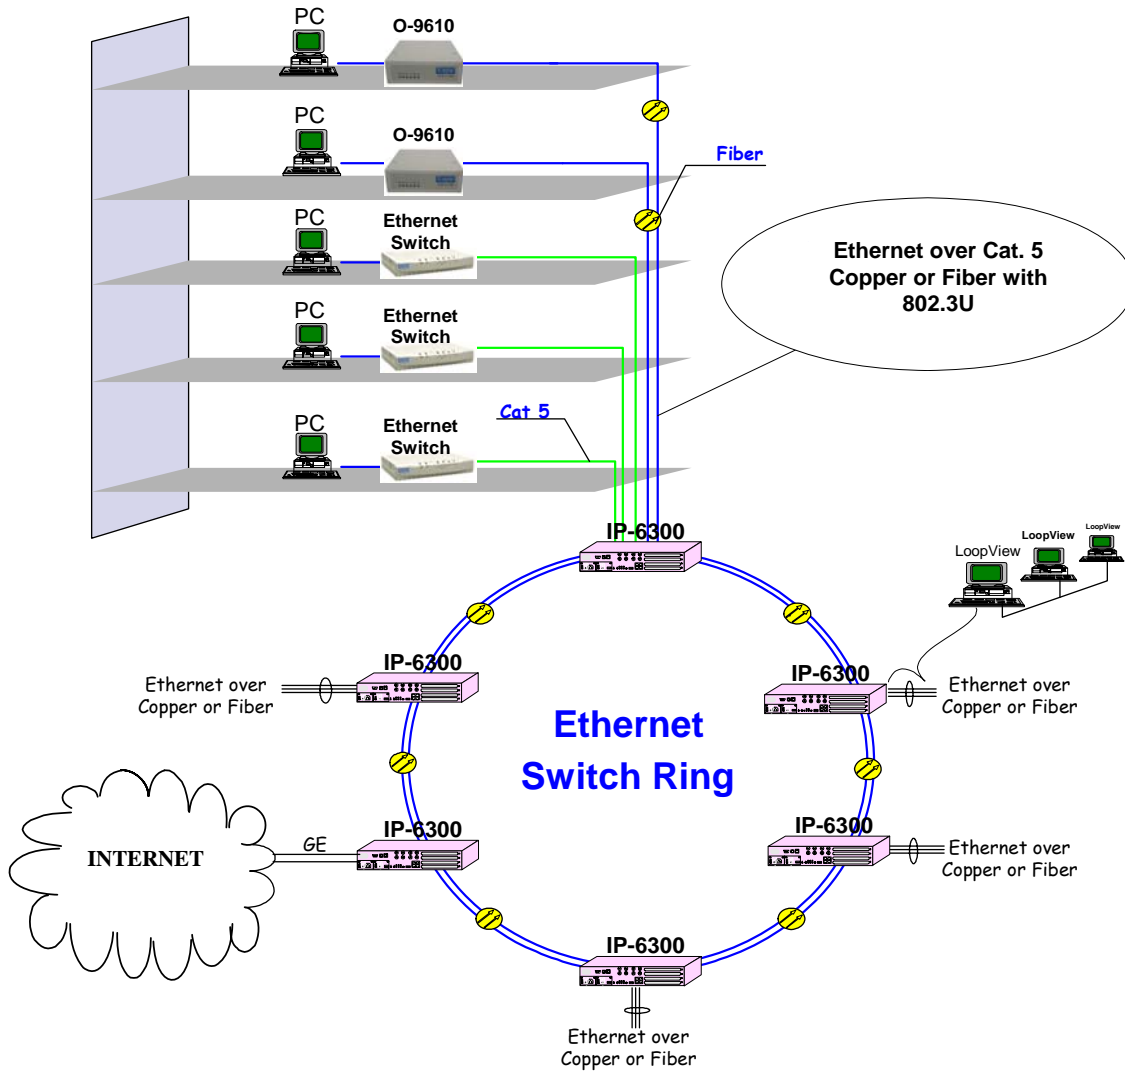 PC
O-9610
PC
O-9610
Fiber
PC
Ethernet
Switch
Ethernet over Cat. 5
Copper or Fiber with
802.3U
PC
Ethernet
Switch
PC
Ethernet
Switch
Cat 5
IP-6300
LoopView
LoopView
LoopView
IP-6300
Ethernet over
Copper or Fiber
IP-6300
Ethernet over
Copper or Fiber
Ethernet
Switch Ring
INTERNET
GE
IP-6300
IP-6300
Ethernet over
Copper or Fiber
IP-6300
Ethernet over
Copper or Fiber